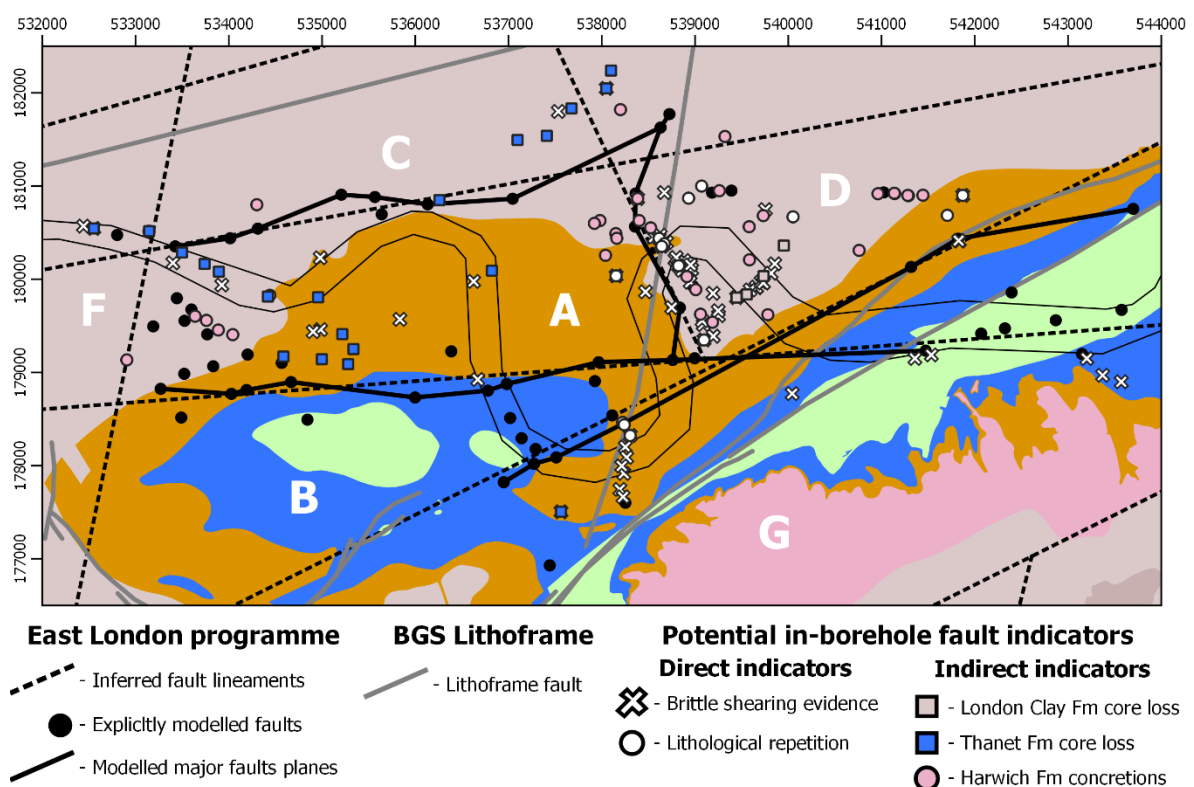 532000 533000 534000 535000 536000 537000 538000 539000 540000 541000 542000 543000 544000
182000
181000
180000
179000
178000
177000
C
D
F
A
B
G
East London programme
- Inferred fault lineaments
- Explicltly modelled faults
- Modelled major faults planes
BGS Lithoframe
- Lithoframe fault
Potential in-borehole fault indicators
Direct indicators
- Brittle shearing evidence
- Lithological repetition
Indirect indicators
- London Clay Fm core loss
- Thanet Fm core loss
- Harwich Fm concretions